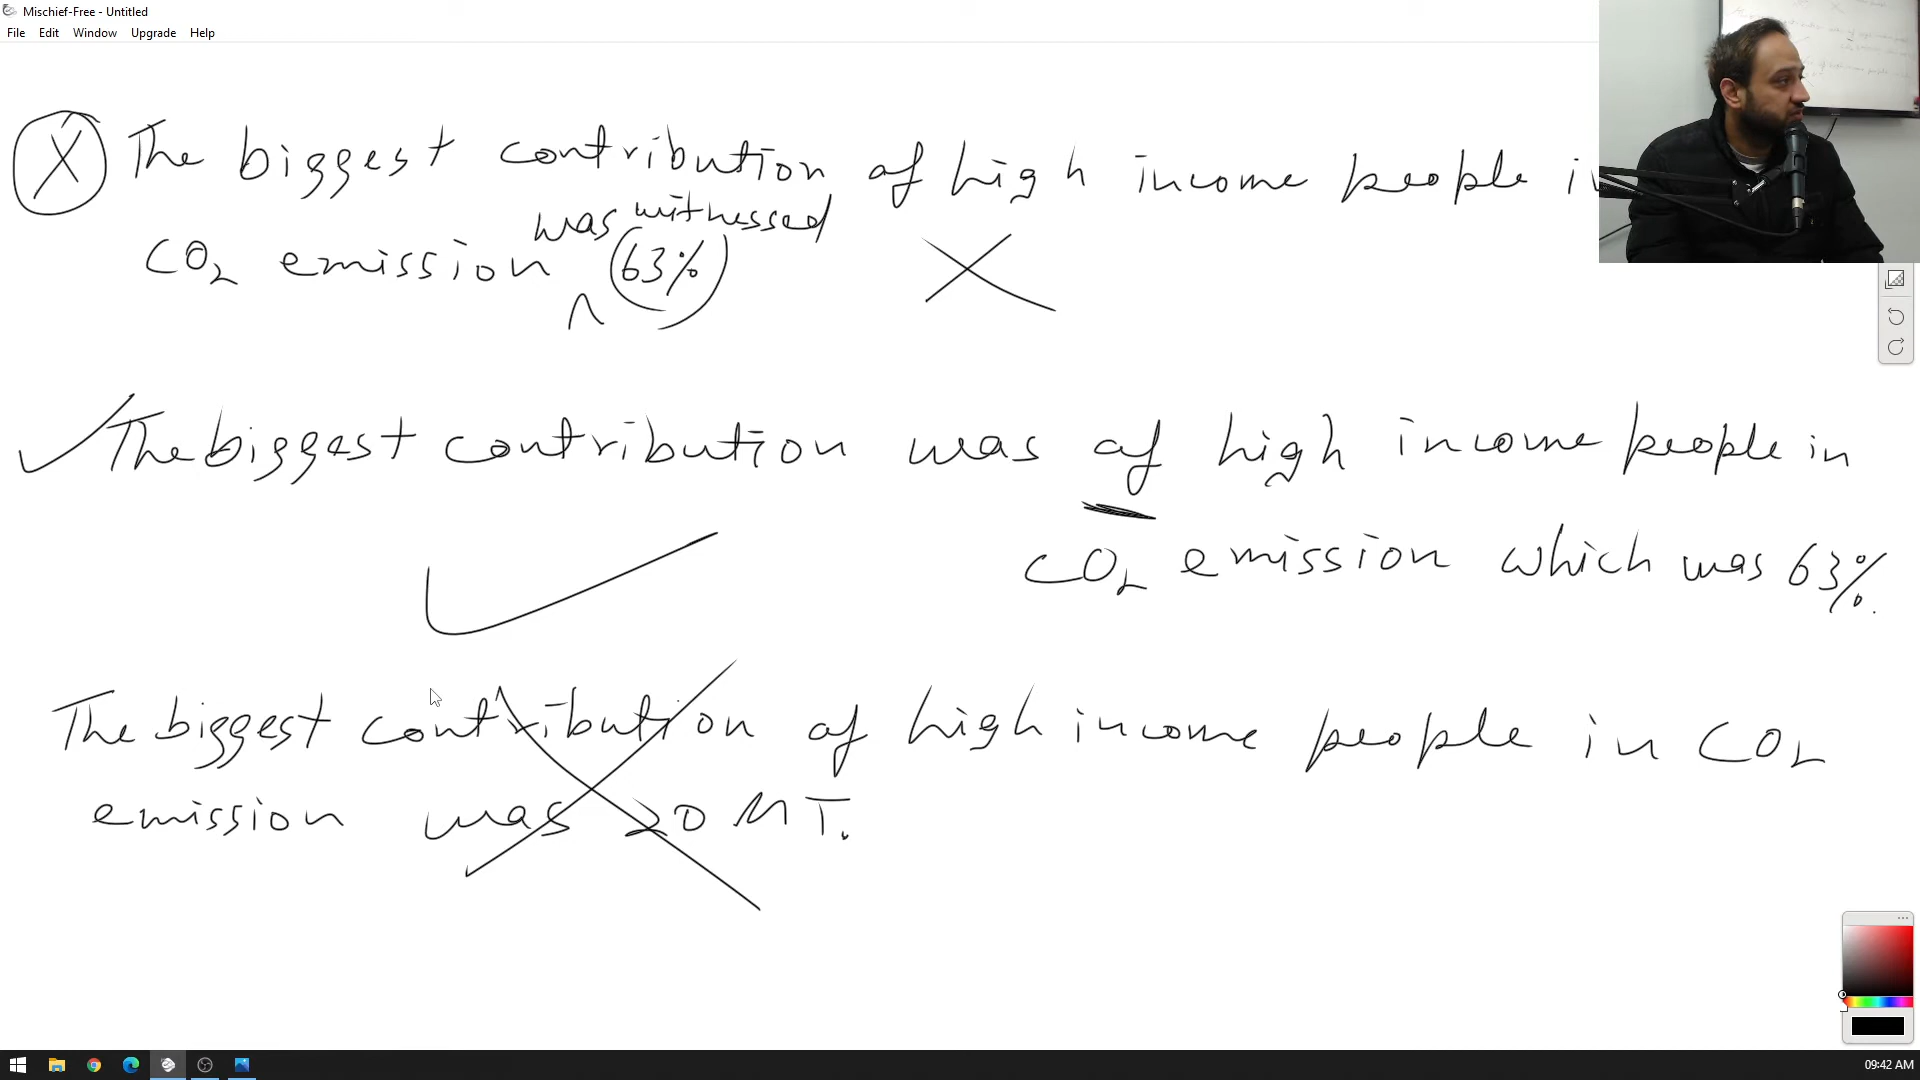 Mischief-Free - Untitled
File Edit Window Upgrade Help
X The biggest contribution of high income people in
was witnessed
CO2 emission 63%
The biggest contribution was of high income people in
CO2 emission which was 63%.
The biggest contribution of high income people in CO2
emission was 20 MT.
09:42 AM